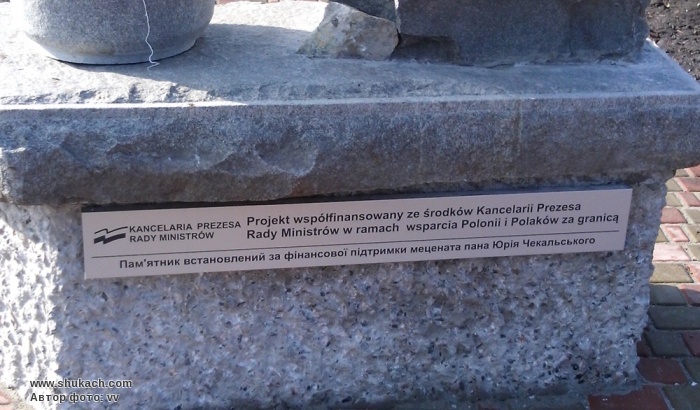 KANCELARIA PREZESA
RADY MINISTRÓW
Projekt współfinansowany ze środków Kancelarii Prezesa
Rady Ministrów w ramach wsparcia Polonii i Polaków za granicą
Пам'ятник встановлений за фінансової підтримки мецената пана Юрія Чекальського
www.shukach.com
Автор фото: vv